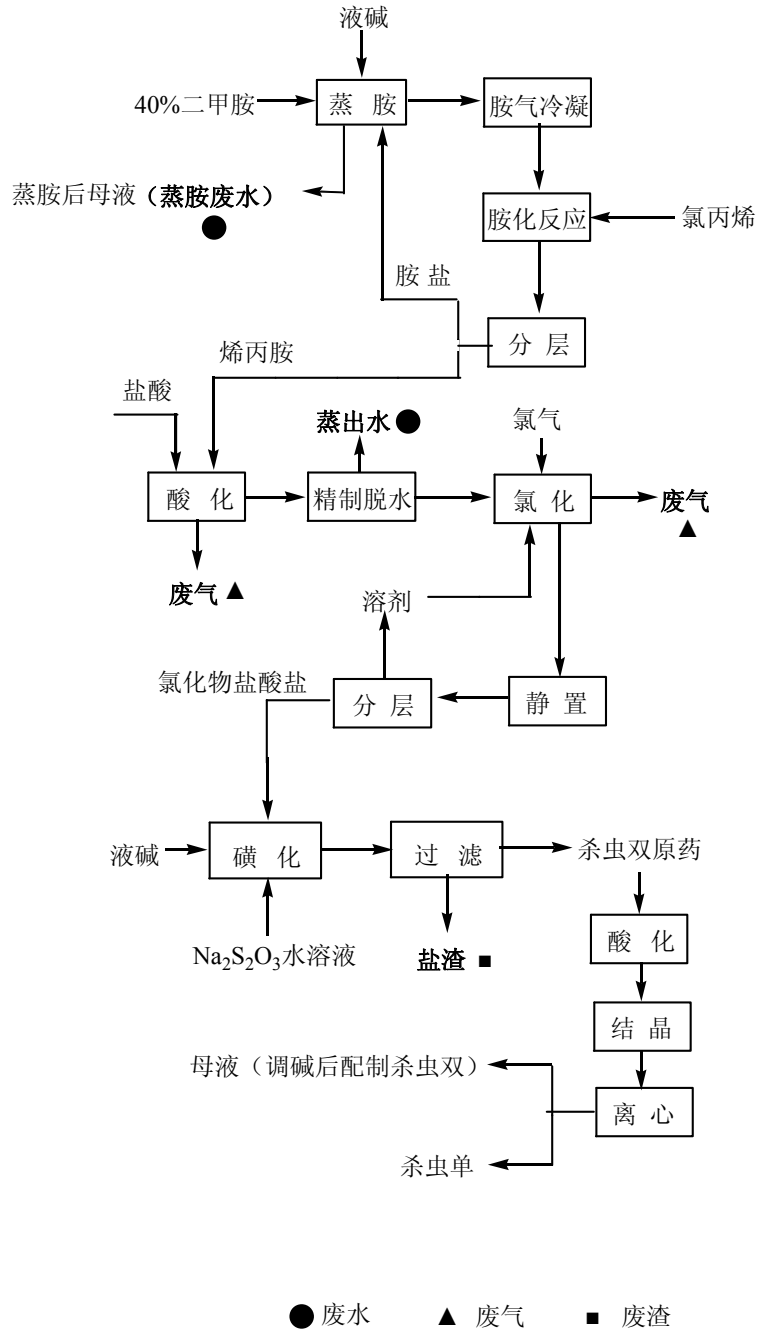 液碱
40%二甲胺
蒸 胺
胺气冷凝
蒸胺后母液（蒸胺废水）
胺化反应
氯丙烯
胺 盐
分 层
烯丙胺
盐酸
蒸出水
氯气
酸 化
精制脱水
氯 化
废气
废气
溶剂
氯化物盐酸盐
分 层
静 置
液碱
磺 化
过 滤
杀虫双原药
Na₂S₂O₃水溶液
盐渣
酸 化
结 晶
母液（调碱后配制杀虫双）
离 心
杀虫单
废水
废气
废渣